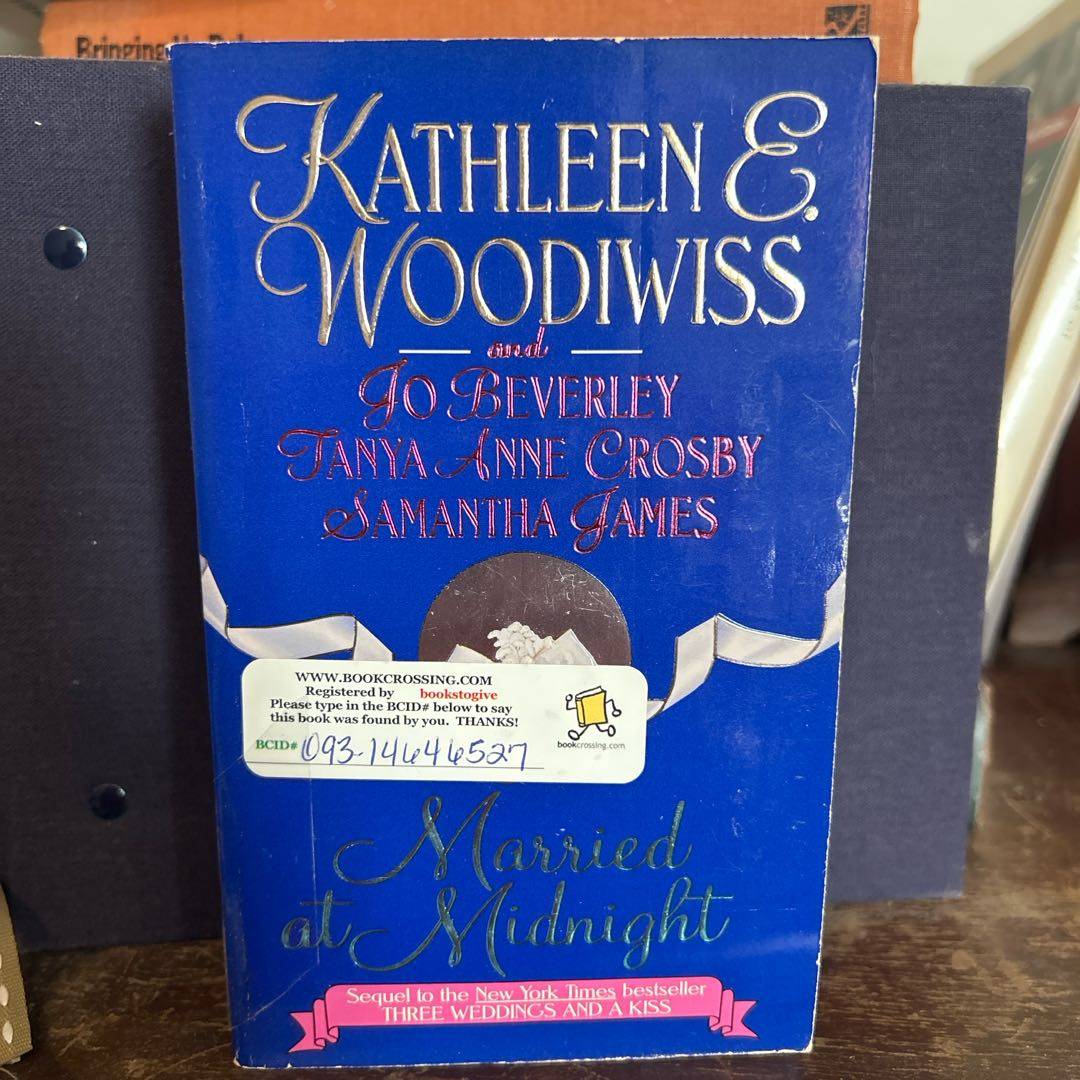 Bringing Up
KATHLEEN E.
WOODIWISS
and
JO BEVERLEY
TANYA ANNE CROSBY
SAMANTHA JAMES
WWW.BOOKCROSSING.COM
Registered by bookstogive
Please type in the BCID# below to say
this book was found by you. THANKS!
BCID# 093-14646527
bookcrossing.com
Married
at Midnight
Sequel to the New York Times bestseller
THREE WEDDINGS AND A KISS